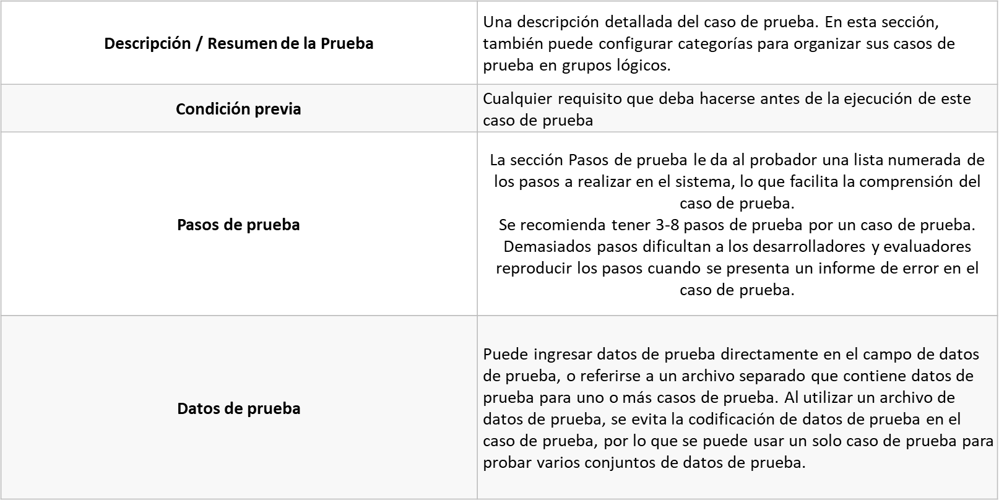 Descripción / Resumen de la Prueba
Una descripción detallada del caso de prueba. En esta sección,
también puede configurar categorías para organizar sus casos de
prueba en grupos lógicos.
Condición previa
Cualquier requisito que deba hacerse antes de la ejecución de este
caso de prueba
Pasos de prueba
La sección Pasos de prueba le da al probador una lista numerada de
los pasos a realizar en el sistema, lo que facilita la comprensión del
caso de prueba.
Se recomienda tener 3-8 pasos de prueba por un caso de prueba.
Demasiados pasos dificultan a los desarrolladores y evaluadores
reproducir los pasos cuando se presenta un informe de error en el
caso de prueba.
Datos de prueba
Puede ingresar datos de prueba directamente en el campo de datos
de prueba, o referirse a un archivo separado que contiene datos de
prueba para uno o más casos de prueba. Al utilizar un archivo de
datos de prueba, se evita la codificación de datos de prueba en el
caso de prueba, por lo que se puede usar un solo caso de prueba para
probar varios conjuntos de datos de prueba.